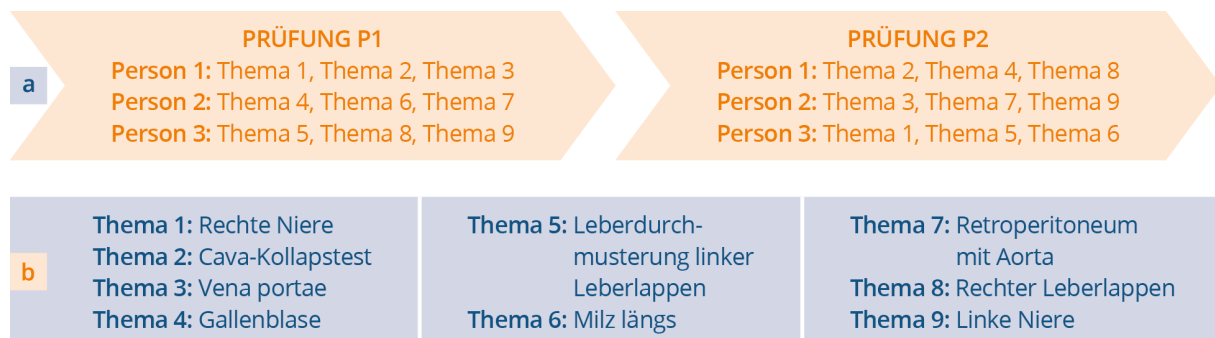 a
PRÜFUNG P1
Person 1: Thema 1, Thema 2, Thema 3
Person 2: Thema 4, Thema 6, Thema 7
Person 3: Thema 5, Thema 8, Thema 9
PRÜFUNG P2
Person 1: Thema 2, Thema 4, Thema 8
Person 2: Thema 3, Thema 7, Thema 9
Person 3: Thema 1, Thema 5, Thema 6
b
Thema 1: Rechte Niere
Thema 2: Cava-Kollapstest
Thema 3: Vena portae
Thema 4: Gallenblase
Thema 5: Leberdurch-
musterung linker
Leberlappen
Thema 6: Milz längs
Thema 7: Retroperitoneum
mit Aorta
Thema 8: Rechter Leberlappen
Thema 9: Linke Niere